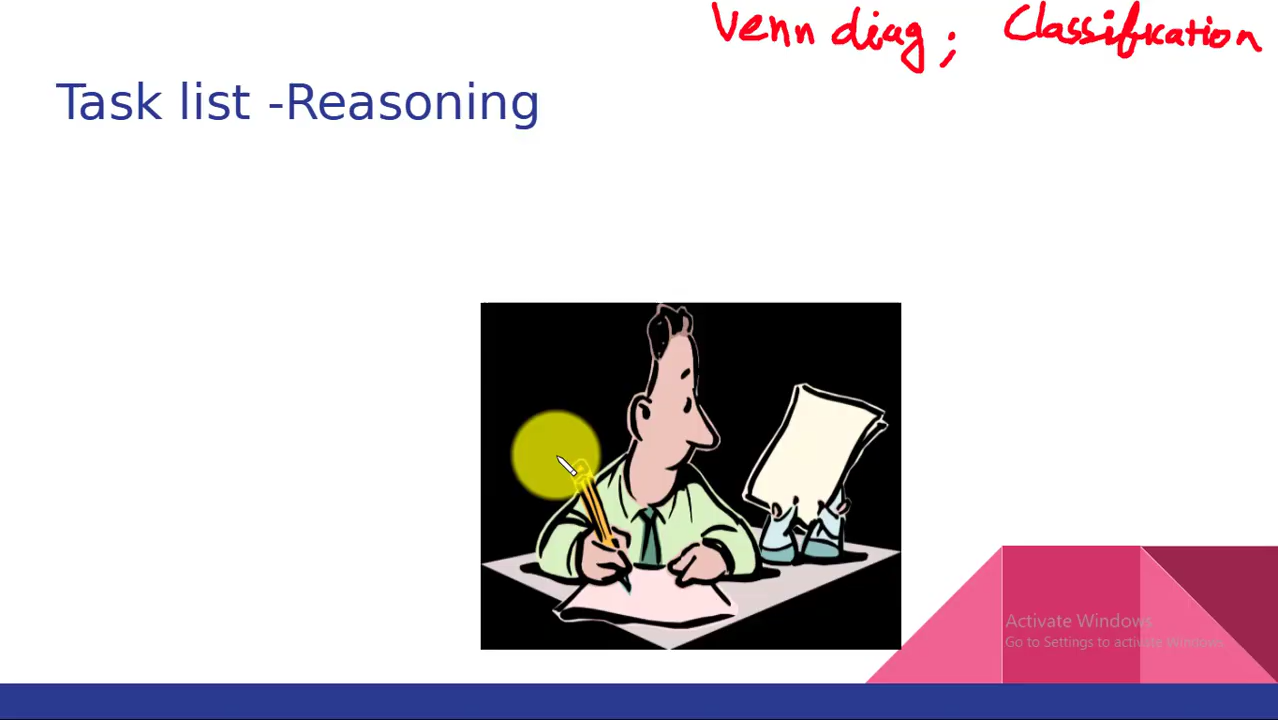 Venn diag; Classification
Task list -Reasoning
Activate Windows
Go to Settings to activate Windows